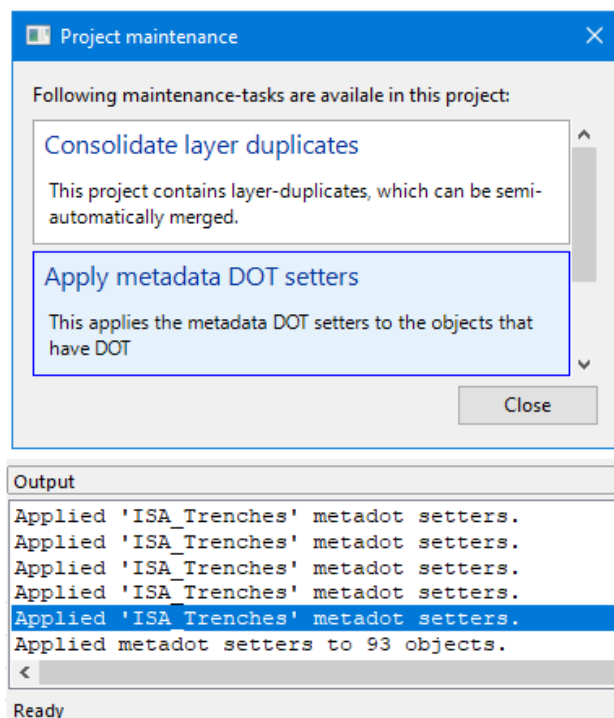 Project maintenance
Following maintenance-tasks are availale in this project:
Consolidate layer duplicates
This project contains layer-duplicates, which can be semi-
automatically merged.
Apply metadata DOT setters
This applies the metadata DOT setters to the objects that
have DOT
Close
Output
Applied 'ISA_Trenches' metadot setters.
Applied 'ISA_Trenches' metadot setters.
Applied 'ISA_Trenches' metadot setters.
Applied 'ISA_Trenches' metadot setters.
Applied 'ISA_Trenches' metadot setters.
Applied metadot setters to 93 objects.
Ready